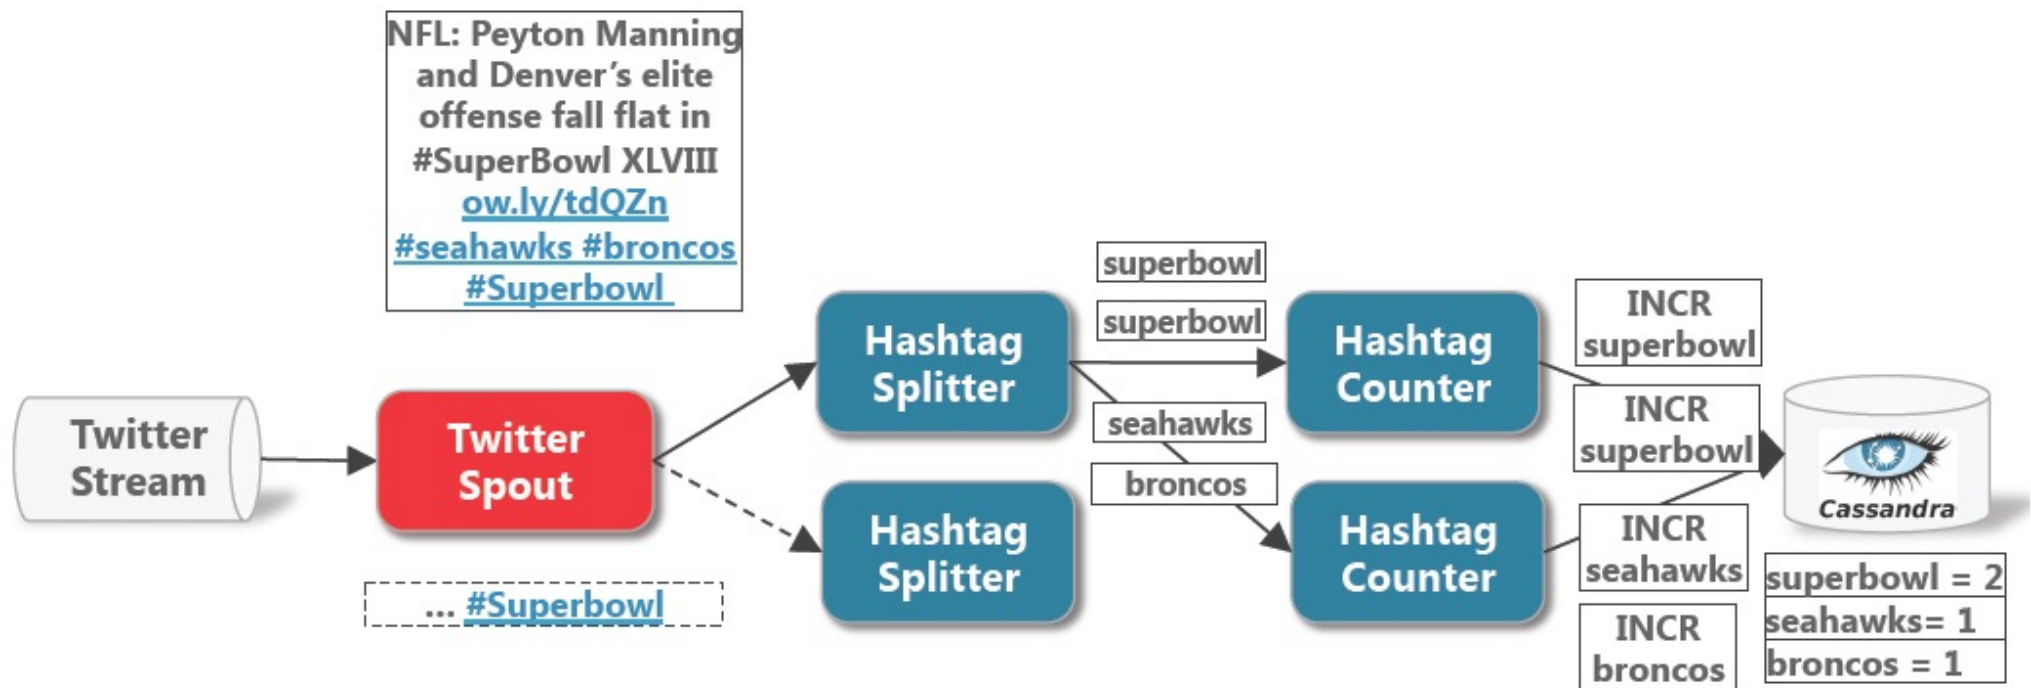 NFL: Peyton Manning
and Denver's elite
offense fall flat in
#SuperBowl XLVIII
ow.ly/tdQZn
#seahawks #broncos
#Superbowl
Twitter
Stream
Twitter
Spout
... #Superbowl
Hashtag
Splitter
Hashtag
Splitter
superbowl
superbowl
seahawks
broncos
Hashtag
Counter
Hashtag
Counter
INCR
superbowl
INCR
superbowl
INCR
seahawks
INCR
broncos
Cassandra
superbowl = 2
seahawks= 1
broncos = 1